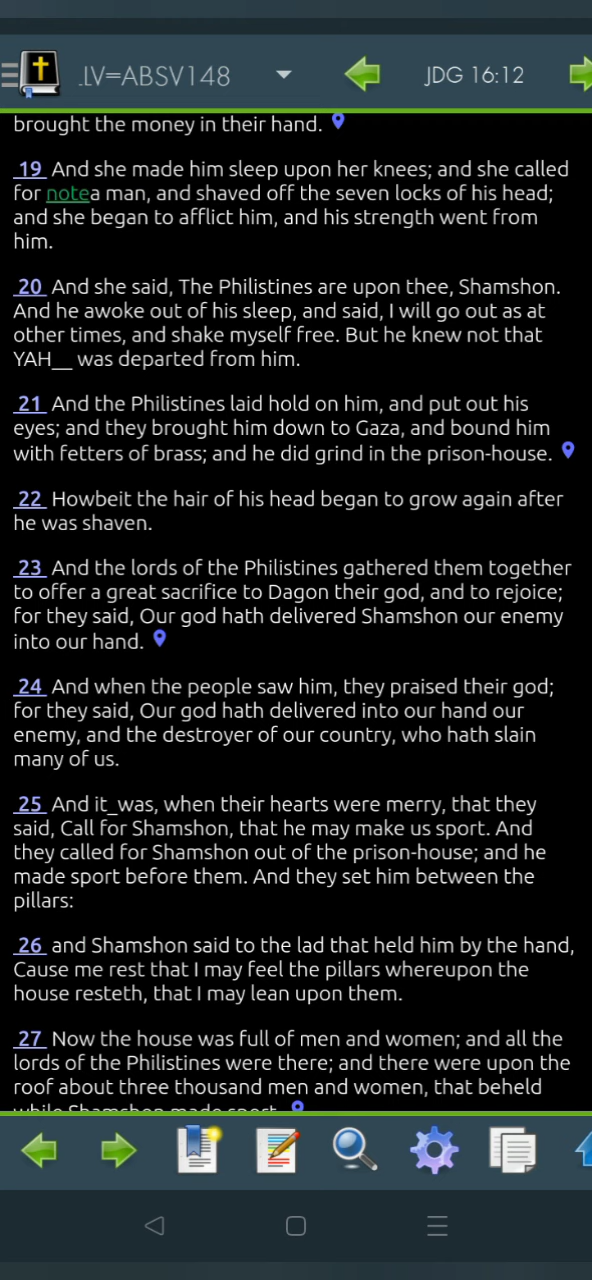 .LV=ABSV148 JDG 16:12
brought the money in their hand.
19 And she made him sleep upon her knees; and she called
for notea man, and shaved off the seven locks of his head;
and she began to afflict him, and his strength went from
him.
20 And she said, The Philistines are upon thee, Shamshon.
And he awoke out of his sleep, and said, I will go out as at
other times, and shake myself free. But he knew not that
YAH__ was departed from him.
21 And the Philistines laid hold on him, and put out his
eyes; and they brought him down to Gaza, and bound him
with fetters of brass; and he did grind in the prison-house.
22 Howbeit the hair of his head began to grow again after
he was shaven.
23 And the lords of the Philistines gathered them together
to offer a great sacrifice to Dagon their god, and to rejoice;
for they said, Our god hath delivered Shamshon our enemy
into our hand.
24 And when the people saw him, they praised their god;
for they said, Our god hath delivered into our hand our
enemy, and the destroyer of our country, who hath slain
many of us.
25 And it_was, when their hearts were merry, that they
said, Call for Shamshon, that he may make us sport. And
they called for Shamshon out of the prison-house; and he
made sport before them. And they set him between the
pillars:
26 and Shamshon said to the lad that held him by the hand,
Cause me rest that I may feel the pillars whereupon the
house resteth, that I may lean upon them.
27 Now the house was full of men and women; and all the
lords of the Philistines were there; and there were upon the
roof about three thousand men and women, that beheld
while Shamshon made sport.